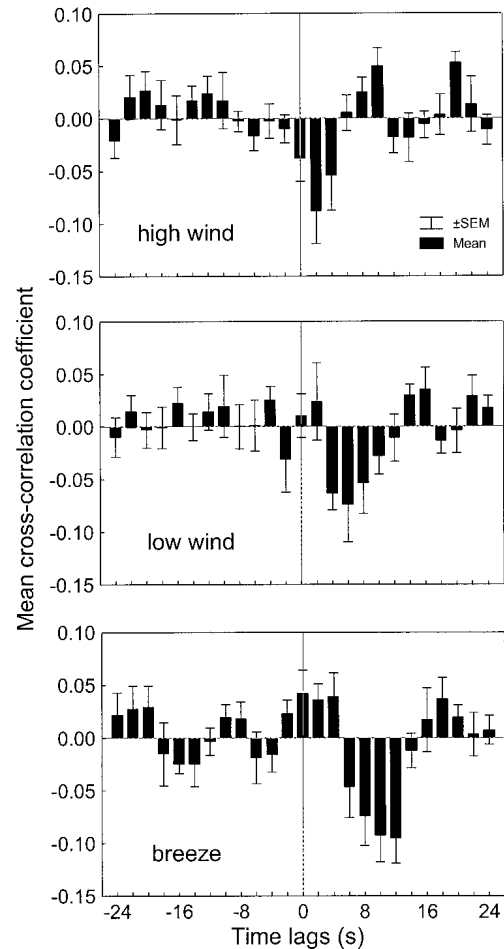 Mean cross-correlation coefficient
0.10
0.05
0.00
-0.05
-0.10
-0.15
high wind
±SEM
Mean
0.10
0.05
0.00
-0.05
-0.10
-0.15
low wind
0.10
0.05
0.00
-0.05
-0.10
-0.15
breeze
-24 -16 -8 0 8 16 24
Time lags (s)